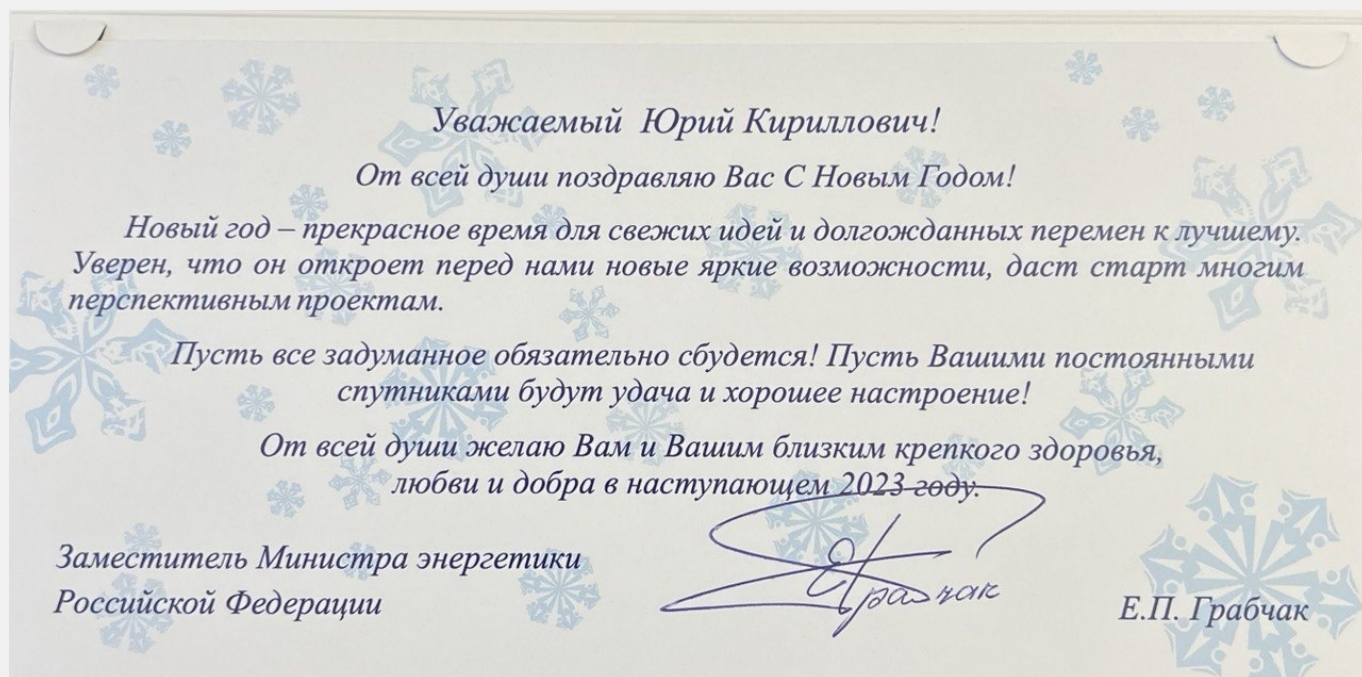 Уважаемый Юрий Кириллович!
От всей души поздравляю Вас С Новым Годом!
Новый год – прекрасное время для свежих идей и долгожданных перемен к лучшему.
Уверен, что он откроет перед нами новые яркие возможности, даст старт многим
перспективным проектам.
Пусть все задуманное обязательно сбудется! Пусть Вашими постоянными
спутниками будут удача и хорошее настроение!
От всей души желаю Вам и Вашим близким крепкого здоровья,
любви и добра в наступающем 2023 году.
Заместитель Министра энергетики
Российской Федерации
Грабчак
Е.П. Грабчак